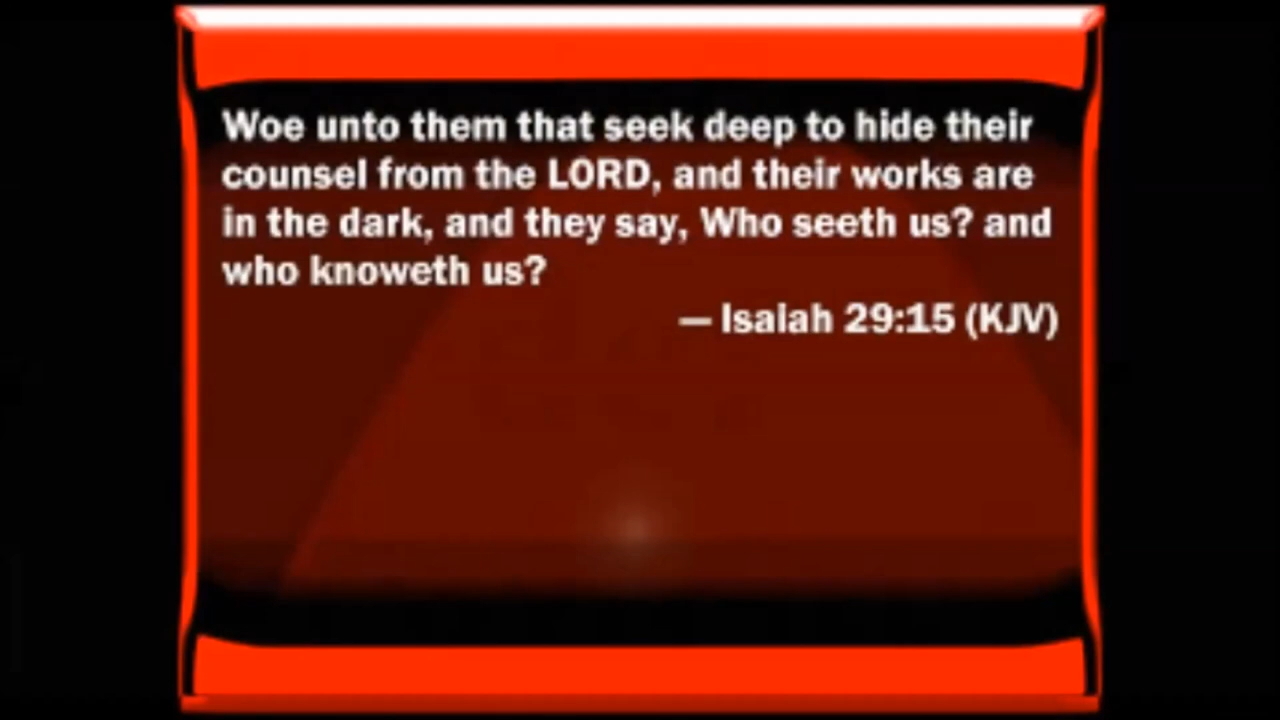 Woe unto them that seek deep to hide their
counsel from the LORD, and their works are
in the dark, and they say, Who seeth us? and
who knoweth us?
— Isaiah 29:15 (KJV)